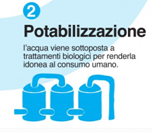 2
Potabilizzazione
l'acqua viene sottoposta a
trattamenti biologici per renderla
idonea al consumo umano.